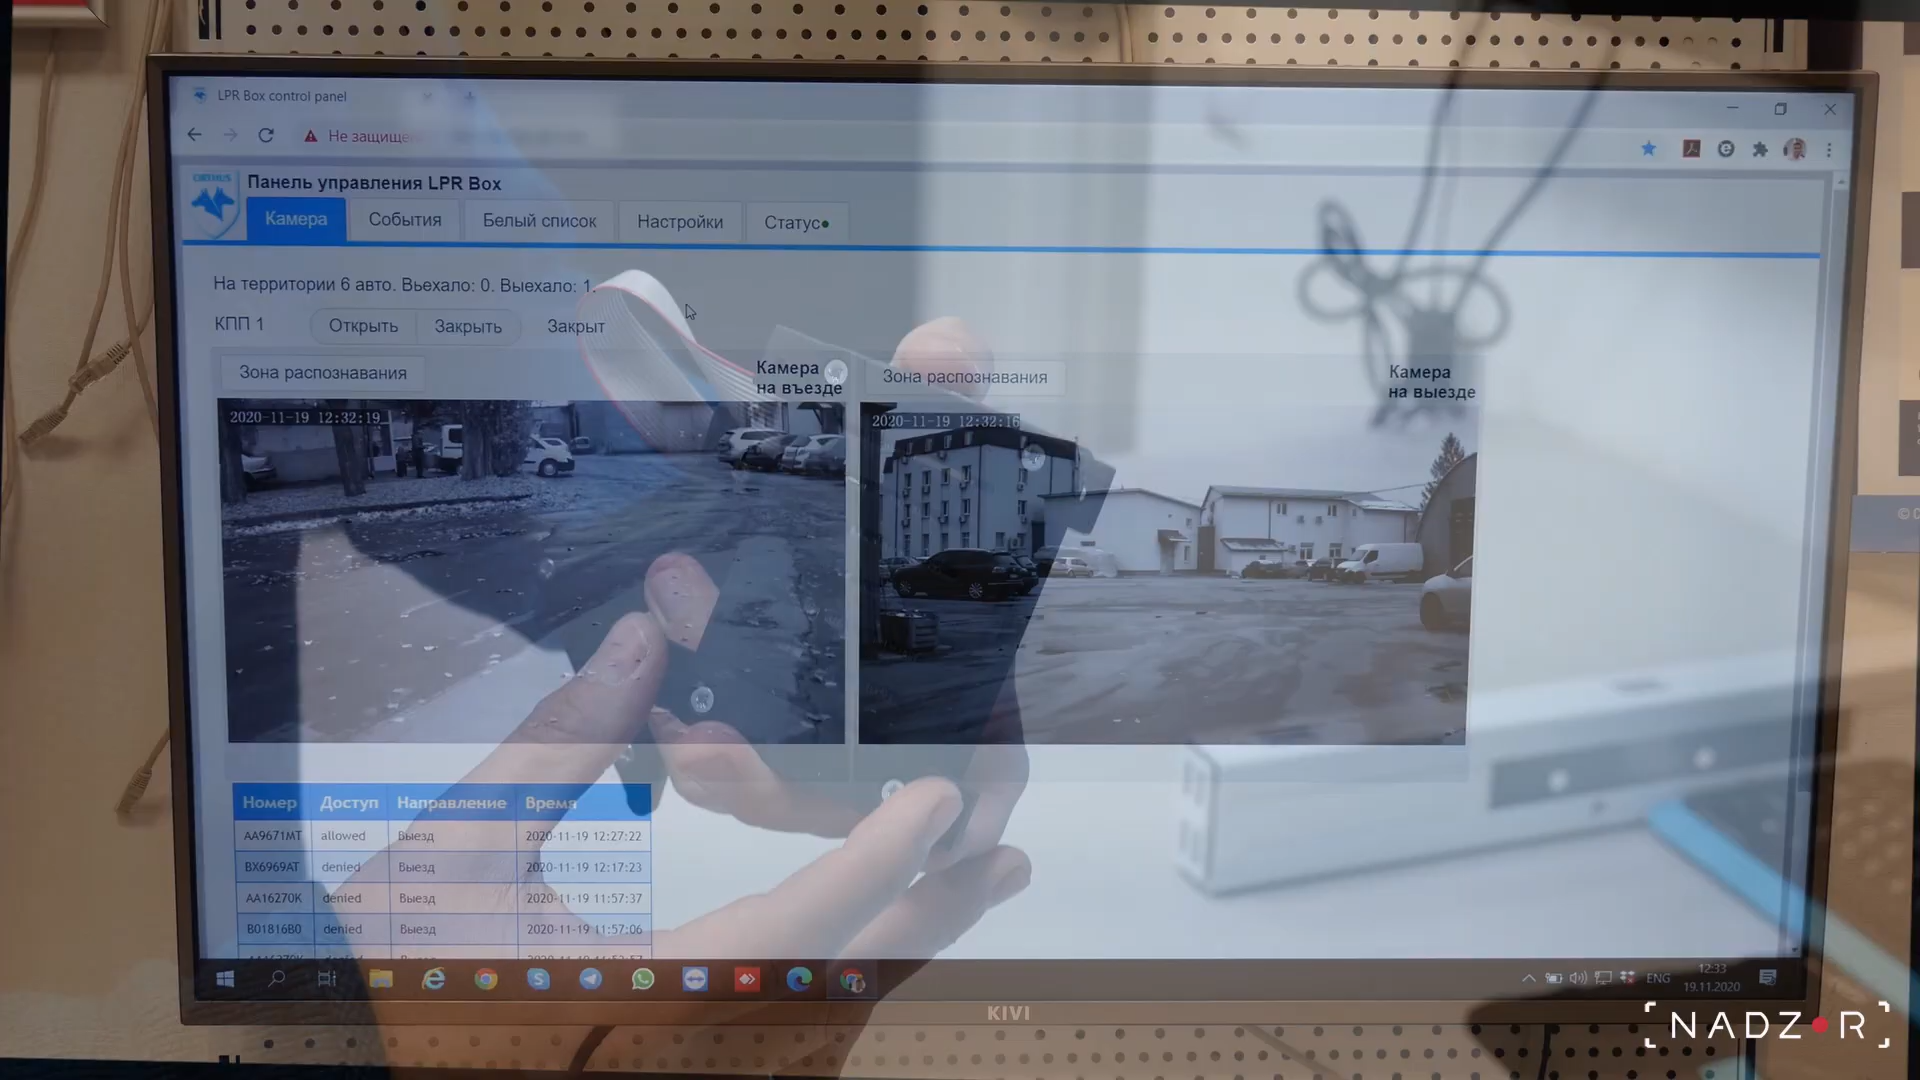 LPR Box control panel
Не защище
CERBERUS
Панель управления LPR Box
Камера
События
Белый список
Настройки
Статус
На территории 6 авто. Вьехало: 0. Выехало: 1.
КПП 1
Открыть
Закрыть
Закрыт
Зона распознавания
Камера
на въезде
Зона распознавания
Камера
на выезде
2020-11-19 12:32:19
2020-11-19 12:32:16
Номер Доступ Направление Время
AA9671MT allowed Выезд 2020-11-19 12:27:22
BX6969AT denied Выезд 2020-11-19 12:17:23
AA16270K denied Выезд 2020-11-19 11:57:37
B01816B0 denied Выезд 2020-11-19 11:57:06
ENG
12:33
19.11.2020
KIVI
NADZOR